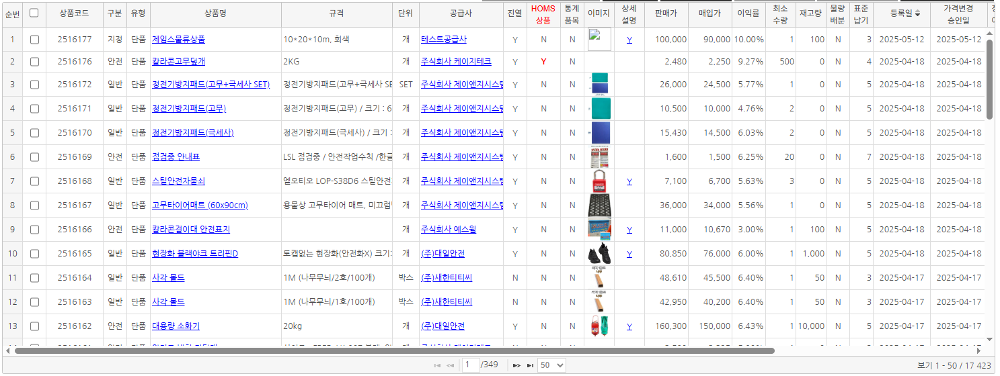 순번 상품코드 구분 유형 상품명 규격 단위 공급사 진열 HOMS 상품 통계 품목 이미지 상세 설명 판매가 매입가 이익률 최소 수량 재고량 물량 배분 표준 납기 등록일 가격변경 승인일
1 2516177 지정 단품 제임스물류상품 10*20*10m, 회색 개 테스트공급사 Y N N Y 100,000 90,000 10.00% 1 100 N 3 2025-05-12 2025-05-12
2 2516176 안전 단품 칼라콘고무덮개 2KG 개 주식회사 케이지테크 Y Y N 2,480 2,250 9.27% 500 0 N 4 2025-04-18 2025-04-18
3 2516172 일반 단품 정전기방지패드(고무+극세사 SET) 정전기방지패드(고무+극세사 SE SET 주식회사 제이앤지시스템 Y N N 26,000 24,500 5.77% 1 0 N 5 2025-04-18 2025-04-18
4 2516171 일반 단품 정전기방지패드(고무) 정전기방지패드(고무) / 크기 : 6 개 주식회사 제이앤지시스템 Y N N 10,500 10,000 4.76% 2 0 N 5 2025-04-18 2025-04-18
5 2516170 일반 단품 정전기방지패드(극세사) 정전기방지패드(극세사) / 크기 : 개 주식회사 제이앤지시스템 Y N N 15,430 14,500 6.03% 2 0 N 5 2025-04-18 2025-04-18
6 2516169 안전 단품 점검중 안내표 LSL 점검중 / 안전작업수칙 /한글 개 주식회사 제이앤지시스템 Y N N 1,600 1,500 6.25% 20 0 N 7 2025-04-18 2025-04-18
7 2516168 일반 단품 스틸안전자물쇠 엘오티오 LOP-S38D6 스틸안전 개 주식회사 제이앤지시스템 Y N N Y 7,100 6,700 5.63% 3 0 N 5 2025-04-18 2025-04-18
8 2516167 일반 단품 고무타이어매트 (60x90cm) 용물상 고무타이어 매트, 미끄럼 개 주식회사 제이앤지시스템 Y N N 36,000 34,000 5.56% 1 0 N 5 2025-04-18 2025-04-18
9 2516166 안전 단품 칼라콘걸이대 안전표지 개 주식회사 예스월 Y N N Y 11,000 10,670 3.00% 1 100 N 5 2025-04-18 2025-04-18
10 2516165 일반 단품 현장화 블랙야크 트리핀D 토캡없는 현장화(안전화X) 크기: 개 (주)대일안전 Y N N Y 80,850 76,000 6.00% 1 1,000 N 5 2025-04-18 2025-04-18
11 2516164 일반 단품 사각 몰드 1M (나무무늬/2호/100개) 박스 (주)새한티티씨 N N N 48,610 45,500 6.40% 1 50 N 3 2025-04-17 2025-04-17
12 2516163 일반 단품 사각 몰드 1M (나무무늬/1호/100개) 박스 (주)새한티티씨 N N N 42,950 40,200 6.40% 1 50 N 3 2025-04-17 2025-04-17
13 2516162 안전 단품 대용량 소화기 20kg 개 (주)대일안전 Y N N Y 160,300 150,000 6.43% 1 10,000 N 5 2025-04-17 2025-04-17
1 /349 50 보기 1 - 50 / 17 423